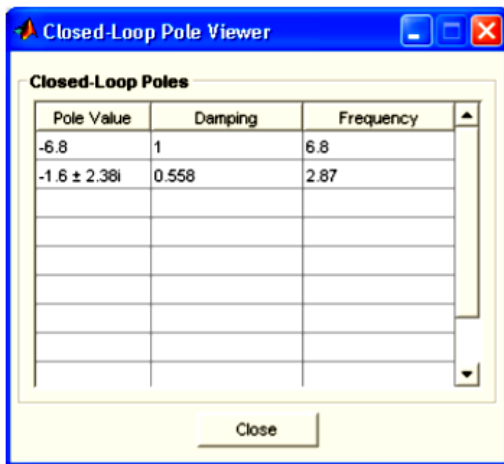 Closed-Loop Pole Viewer
Closed-Loop Poles
Pole Value Damping Frequency
-6.8 1 6.8
-1.6 ± 2.38i 0.558 2.87
Close